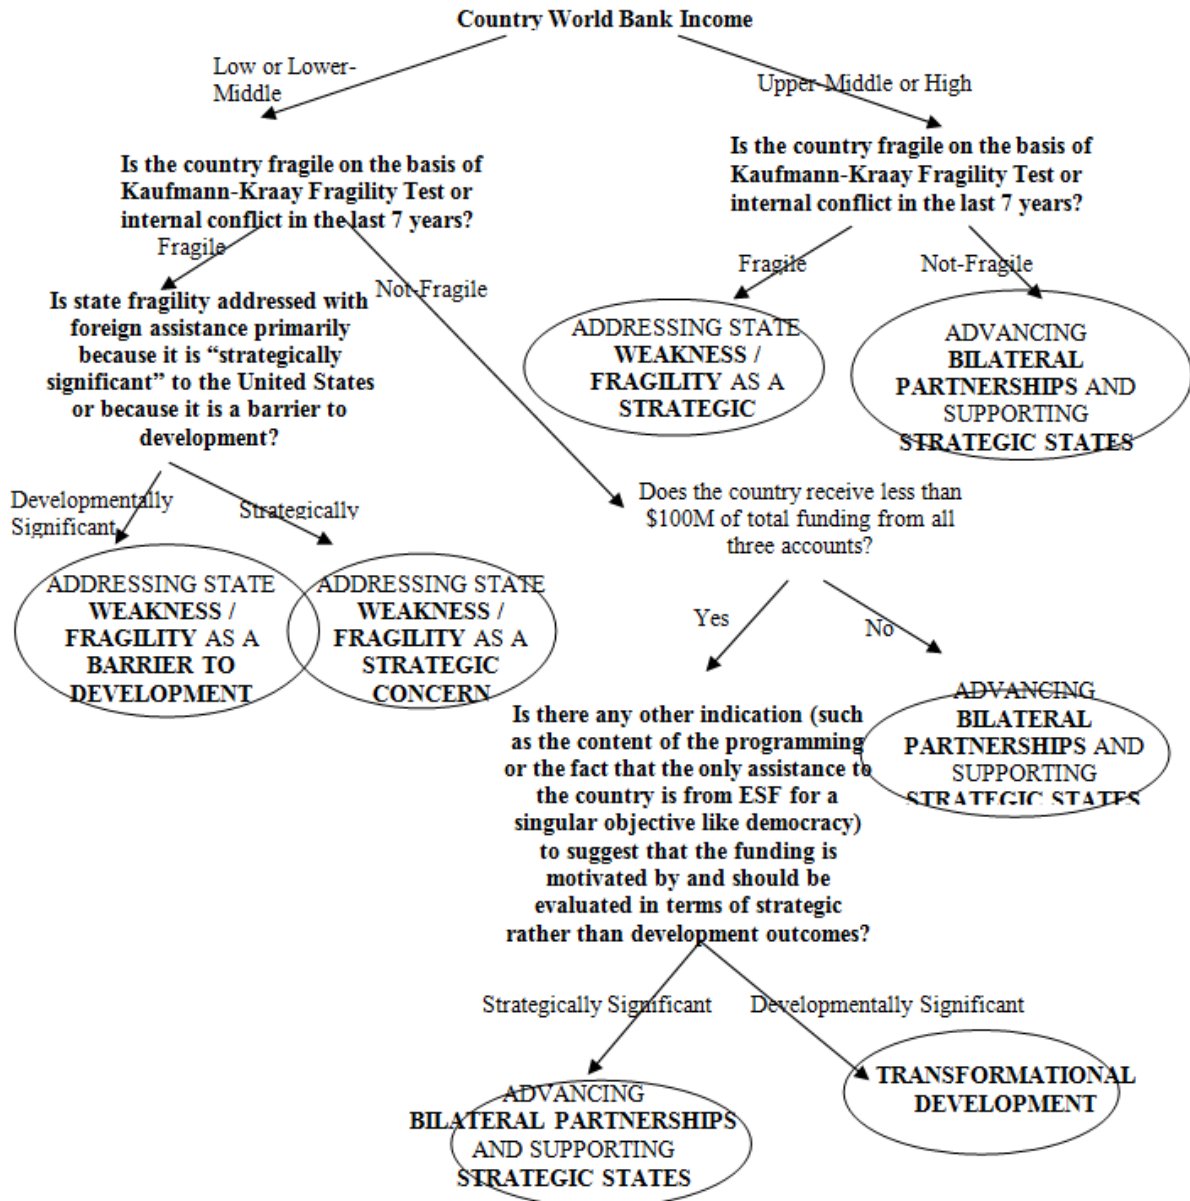 Country World Bank Income
Low or Lower-
Middle
Upper-Middle or High
Is the country fragile on the basis of
Kaufmann-Kraay Fragility Test or
internal conflict in the last 7 years?
Is the country fragile on the basis of
Kaufmann-Kraay Fragility Test or
internal conflict in the last 7 years?
Fragile
Not-Fragile
Fragile
Not-Fragile
Is state fragility addressed with
foreign assistance primarily
because it is “strategically
significant” to the United States
or because it is a barrier to
development?
ADDRESSING STATE
WEAKNESS /
FRAGILITY AS A
STRATEGIC
ADVANCING
BILATERAL
PARTNERSHIPS AND
SUPPORTING
STRATEGIC STATES
Developmentally
Significant
Strategically
Does the country receive less than
$100M of total funding from all
three accounts?
ADDRESSING STATE
WEAKNESS /
FRAGILITY AS A
BARRIER TO
DEVELOPMENT
ADDRESSING STATE
WEAKNESS /
FRAGILITY AS A
STRATEGIC
CONCERN
Yes
No
Is there any other indication (such
as the content of the programming
or the fact that the only assistance to
the country is from ESF for a
singular objective like democracy)
to suggest that the funding is
motivated by and should be
evaluated in terms of strategic
rather than development outcomes?
ADVANCING
BILATERAL
PARTNERSHIPS AND
SUPPORTING
STRATEGIC STATES
Strategically Significant
Developmentally Significant
ADVANCING
BILATERAL PARTNERSHIPS
AND SUPPORTING
STRATEGIC STATES
TRANSFORMATIONAL
DEVELOPMENT